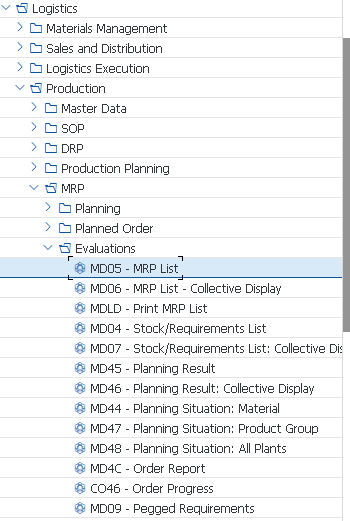 Logistics
Materials Management
Sales and Distribution
Logistics Execution
Production
Master Data
SOP
DRP
Production Planning
MRP
Planning
Planned Order
Evaluations
MD05 - MRP List
MD06 - MRP List - Collective Display
MDLD - Print MRP List
MD04 - Stock/Requirements List
MD07 - Stock/Requirements List: Collective Dis
MD45 - Planning Result
MD46 - Planning Result: Collective Display
MD44 - Planning Situation: Material
MD47 - Planning Situation: Product Group
MD48 - Planning Situation: All Plants
MD4C - Order Report
CO46 - Order Progress
MD09 - Pegged Requirements